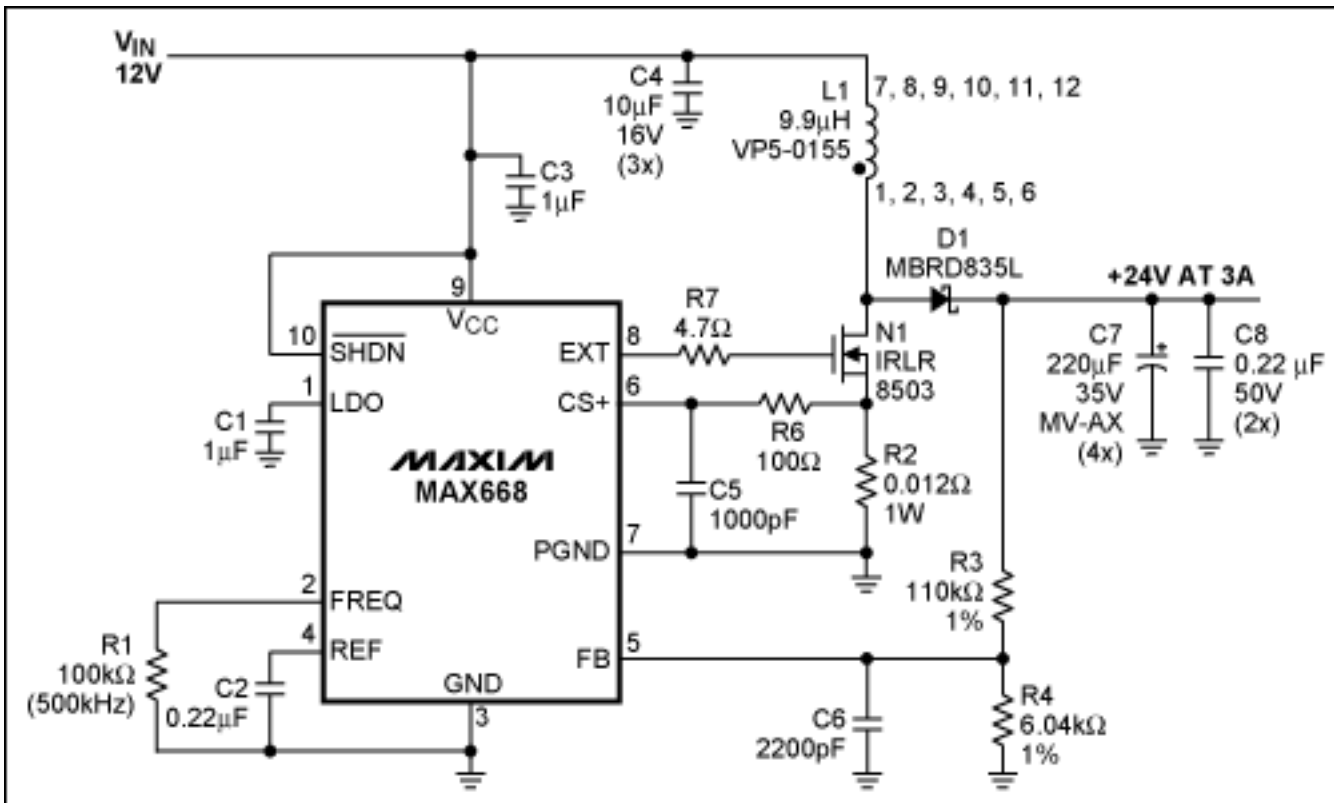 VIN
12V
C4
10µF
16V
(3x)
L1
9.9µH
VP5-0155
7, 8, 9, 10, 11, 12
1, 2, 3, 4, 5, 6
C3
1µF
D1
MBRD835L
+24V AT 3A
9
VCC
10
SHDN
1
LDO
C1
1µF
MAXIM
MAX668
EXT
8
R7
4.7Ω
N1
IRLR
8503
C7
220µF
35V
MV-AX
(4x)
+
C8
0.22 µF
50V
(2x)
CS+
6
R6
100Ω
C5
1000pF
R2
0.012Ω
1W
PGND
7
R3
110kΩ
1%
2
FREQ
R1
100kΩ
(500kHz)
4
REF
C2
0.22µF
GND
3
FB
5
C6
2200pF
R4
6.04kΩ
1%